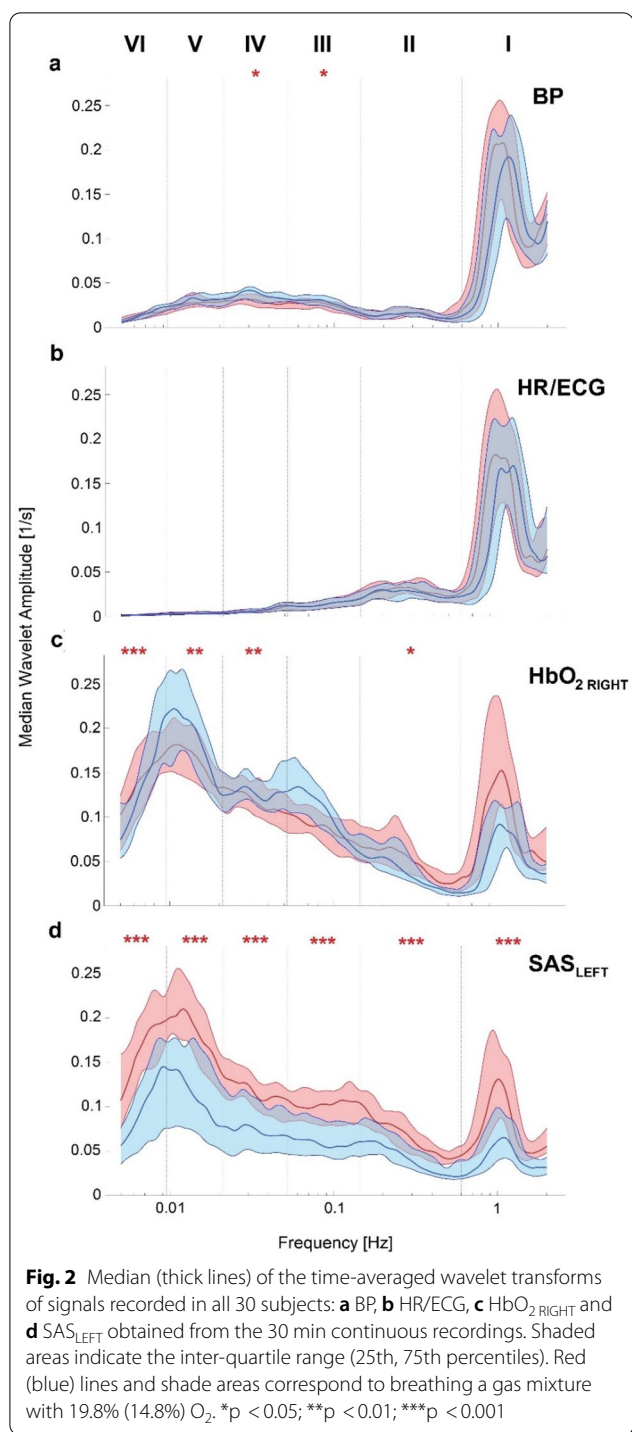 VI V IV III II I
a * *
BP
0.25
0.2
0.15
0.1
0.05
0
b
HR/ECG
0.25
0.2
0.15
0.1
0.05
0
Median Wavelet Amplitude [1/s]
c *** ** ** *
HbO2 RIGHT
0.25
0.2
0.15
0.1
0.05
0
d *** *** *** *** *** ***
SASLEFT
0.25
0.2
0.15
0.1
0.05
0
0.01 0.1 1
Frequency [Hz]
Fig. 2 Median (thick lines) of the time-averaged wavelet transforms
of signals recorded in all 30 subjects: a BP, b HR/ECG, c HbO2 RIGHT and
d SASLEFT obtained from the 30 min continuous recordings. Shaded
areas indicate the inter-quartile range (25th, 75th percentiles). Red
(blue) lines and shade areas correspond to breathing a gas mixture
with 19.8% (14.8%) O2. *p < 0.05; **p < 0.01; ***p < 0.001